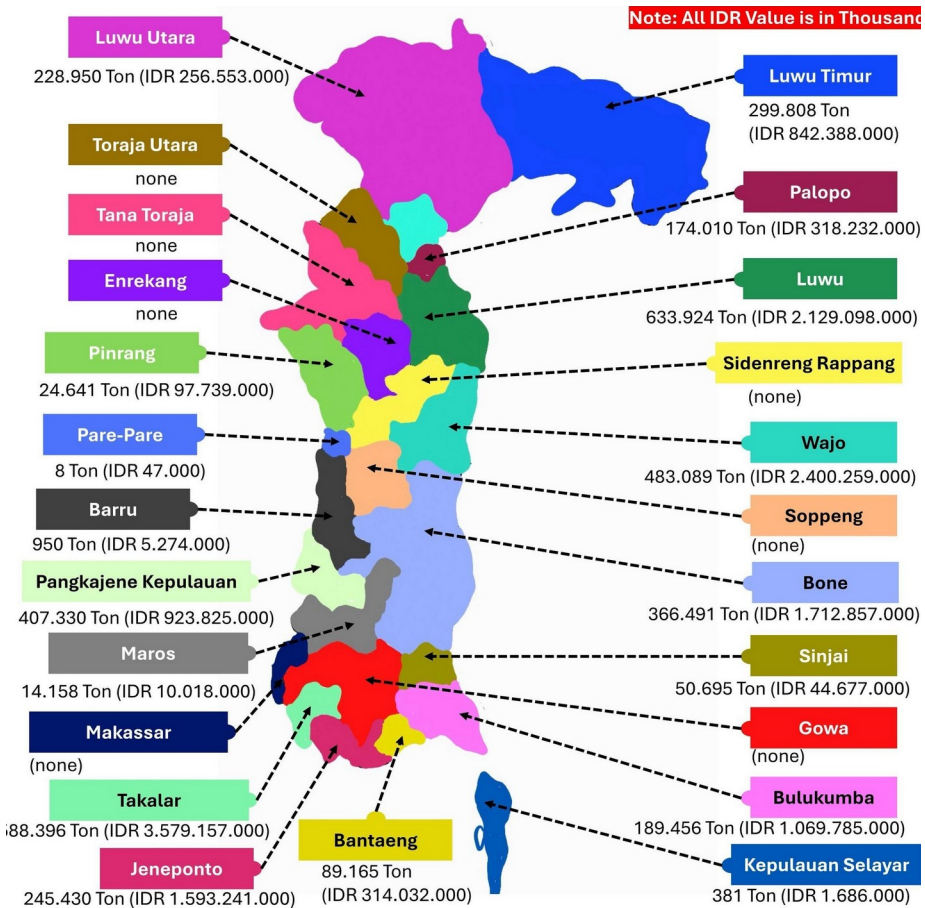 Note: All IDR Value is in Thousand
Luwu Utara
228.950 Ton (IDR 256.553.000)
Luwu Timur
299.808 Ton
(IDR 842.388.000)
Toraja Utara
none
Palopo
174.010 Ton (IDR 318.232.000)
Tana Toraja
none
Luwu
633.924 Ton (IDR 2.129.098.000)
Enrekang
none
Pinrang
24.641 Ton (IDR 97.739.000)
Sidenreng Rappang
(none)
Pare-Pare
8 Ton (IDR 47.000)
Wajo
483.089 Ton (IDR 2.400.259.000)
Barru
950 Ton (IDR 5.274.000)
Soppeng
(none)
Pangkajene Kepulauan
407.330 Ton (IDR 923.825.000)
Bone
366.491 Ton (IDR 1.712.857.000)
Maros
14.158 Ton (IDR 10.018.000)
Sinjai
50.695 Ton (IDR 44.677.000)
Makassar
(none)
Gowa
(none)
Takalar
88.396 Ton (IDR 3.579.157.000)
Bulukumba
189.456 Ton (IDR 1.069.785.000)
Bantaeng
89.165 Ton
(IDR 314.032.000)
Jeneponto
245.430 Ton (IDR 1.593.241.000)
Kepulauan Selayar
381 Ton (IDR 1.686.000)